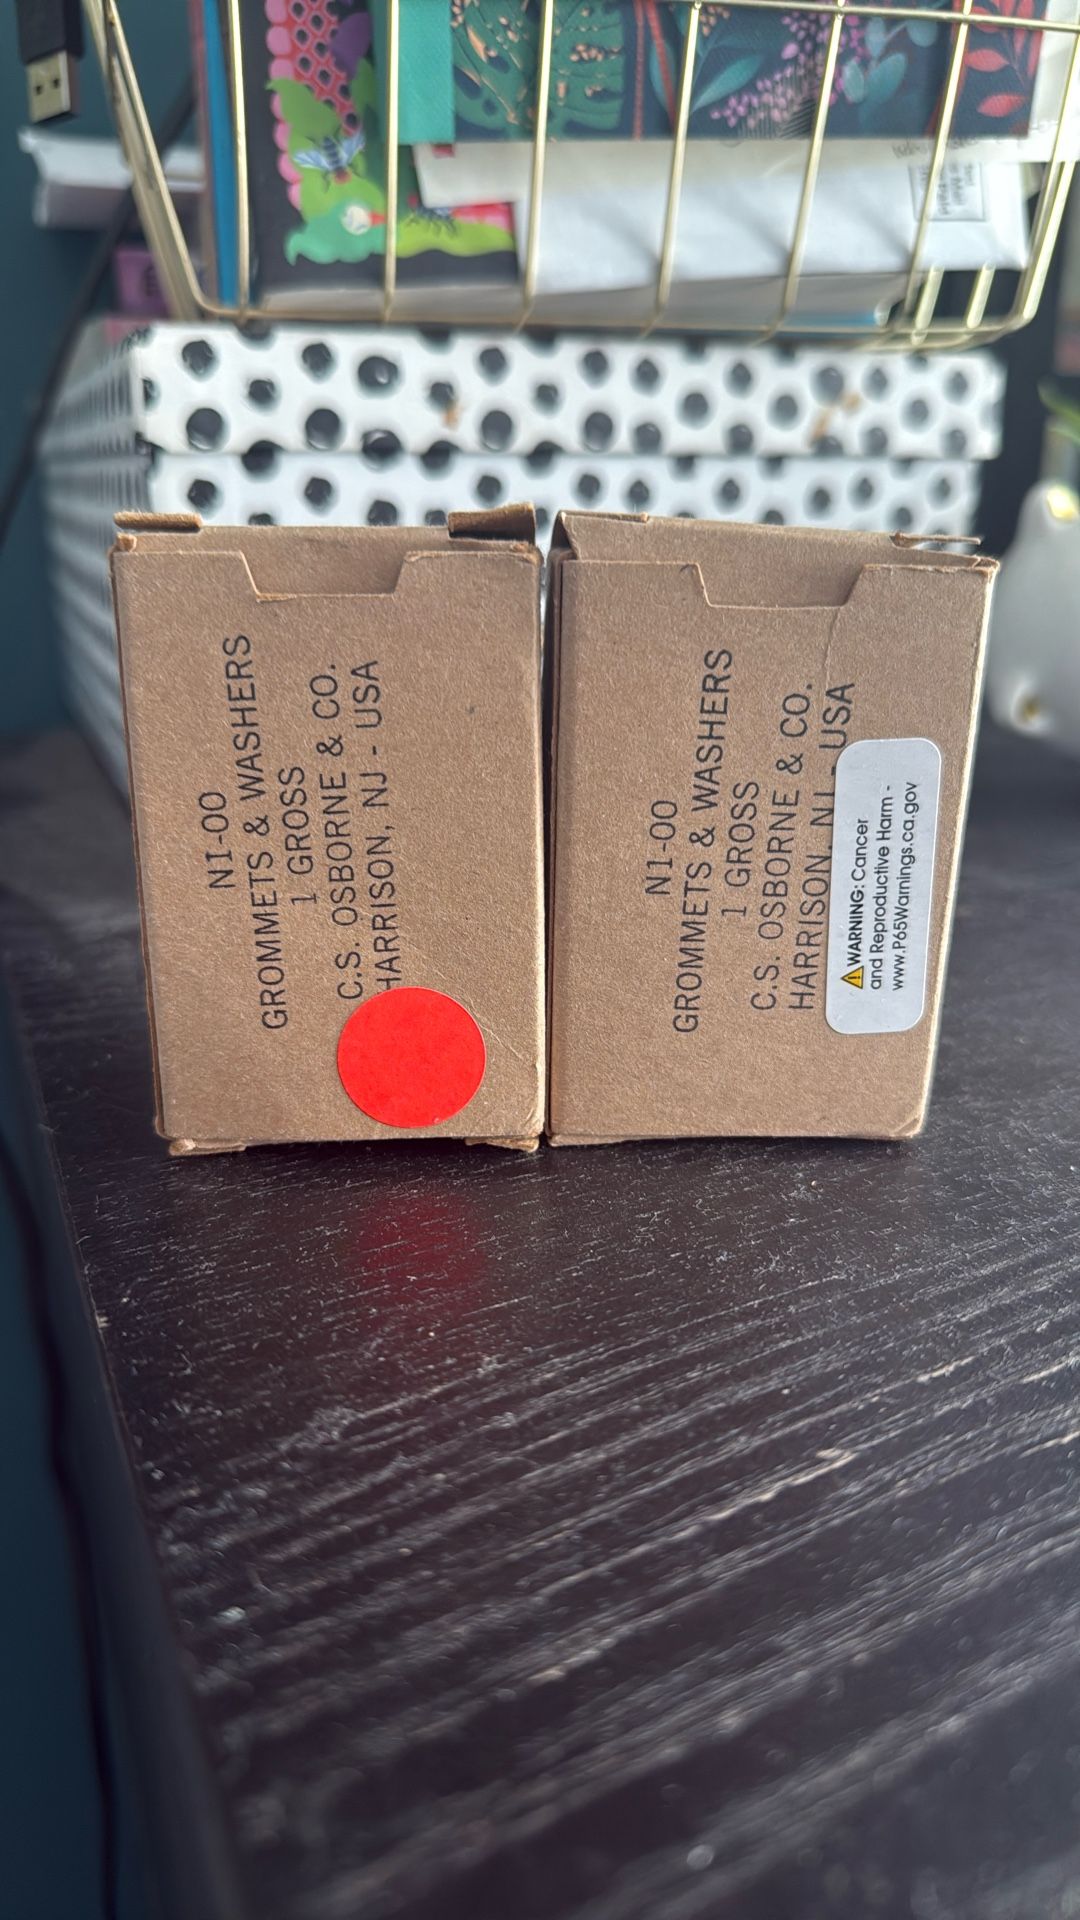 N1-00
GROMMETS & WASHERS
1 GROSS
C.S. OSBORNE & CO.
HARRISON, NJ - USA
N1-00
GROMMETS & WASHERS
1 GROSS
C.S. OSBORNE & CO.
HARRISON, NJ - USA
⚠WARNING: Cancer
and Reproductive Harm -
www.P65Warnings.ca.gov